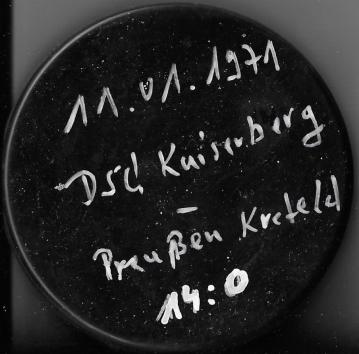 11.01.1971
DSC Kaiserberg
-
Preußen Krefeld
14:0